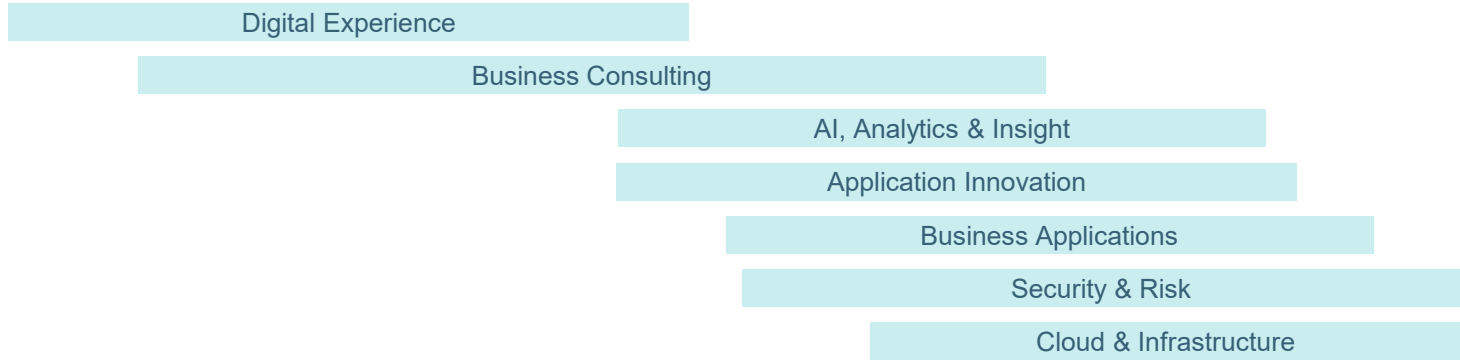 Digital Experience
Business Consulting
AI, Analytics & Insight
Application Innovation
Business Applications
Security & Risk
Cloud & Infrastructure